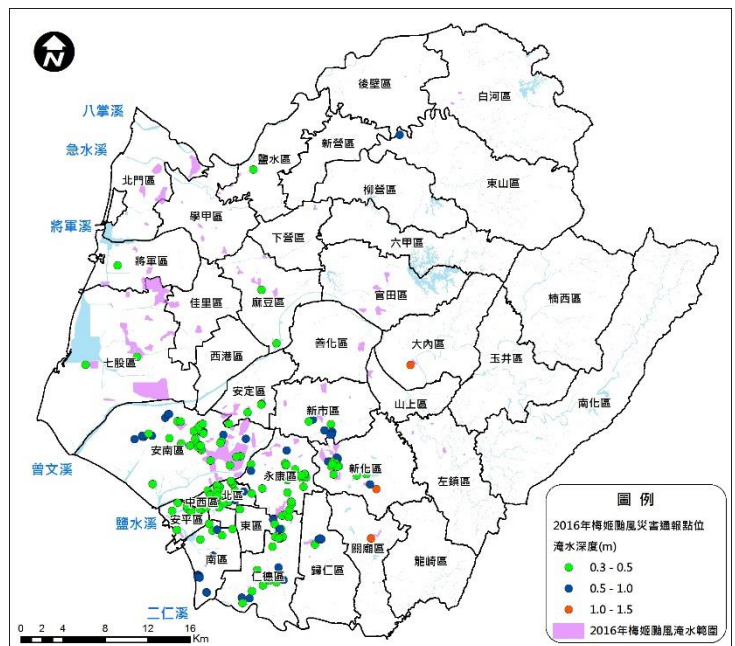 N
後壁區
白河區
八掌溪
新營區
急水溪
鹽水區
北門區
柳營區
東山區
學甲區
將軍溪
下營區
六甲區
將軍區
楠西區
佳里區
麻豆區
官田區
善化區
大內區
玉井區
七股區
西港區
南化區
安定區
山上區
新市區
安南區
曾文溪
永康區
新化區
左鎮區
中西區
北區
安平區
鹽水溪
東區
南區
仁德區
歸仁區
關廟區
龍崎區
二仁溪
0 2 4 8 12 16
Km
圖 例
2016年梅姬颱風災害通報點位
淹水深度(m)
0.3 - 0.5
0.5 - 1.0
1.0 - 1.5
2016年梅姬颱風淹水範圍